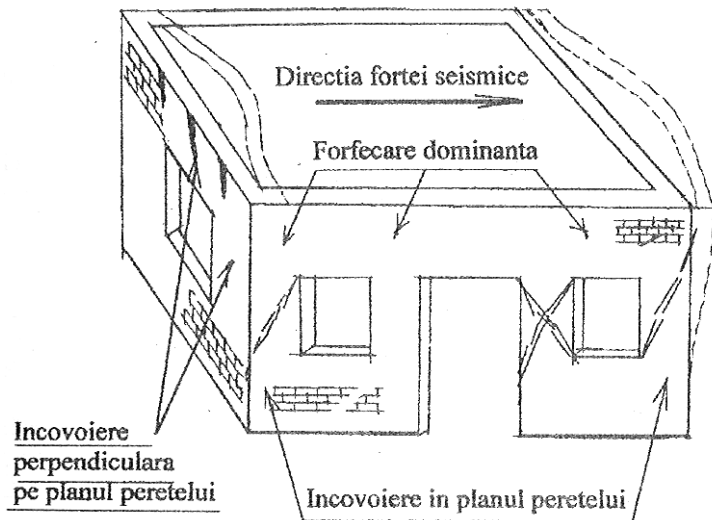 Directia fortei seismice
Forfecare dominanta
Incovoiere
perpendiculara
pe planul peretelui
Incovoiere in planul peretelui